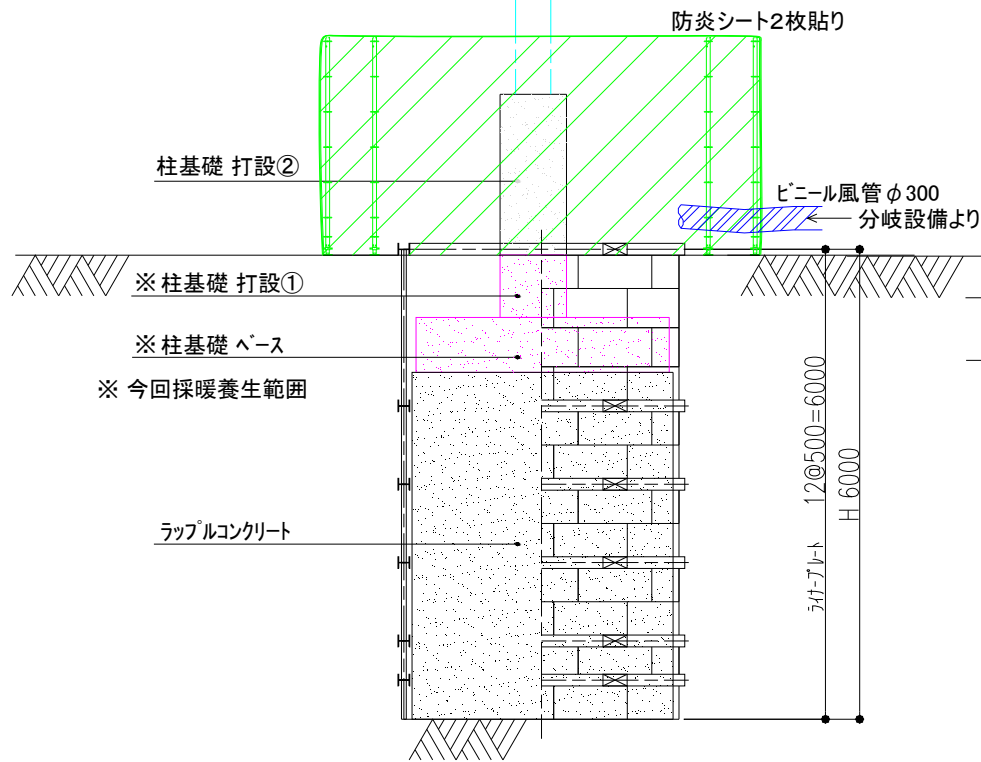 防炎シート2枚貼り
柱基礎 打設②
ビニール風管φ300
分岐設備より
※柱基礎 打設①
※柱基礎 ベース
※ 今回採暖養生範囲
ラップルコンクリート
ライナープレート 12@500=6000
H 6000